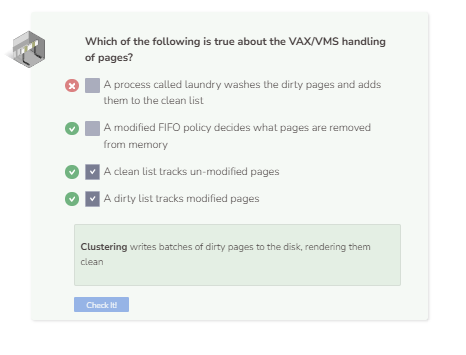 Which of the following is true about the VAX/VMS handling
of pages?
A process called laundry washes the dirty pages and adds
them to the clean list
A modified FIFO policy decides what pages are removed
from memory
A clean list tracks un-modified pages
A dirty list tracks modified pages
Clustering writes batches of dirty pages to the disk, rendering them
clean
Check It!